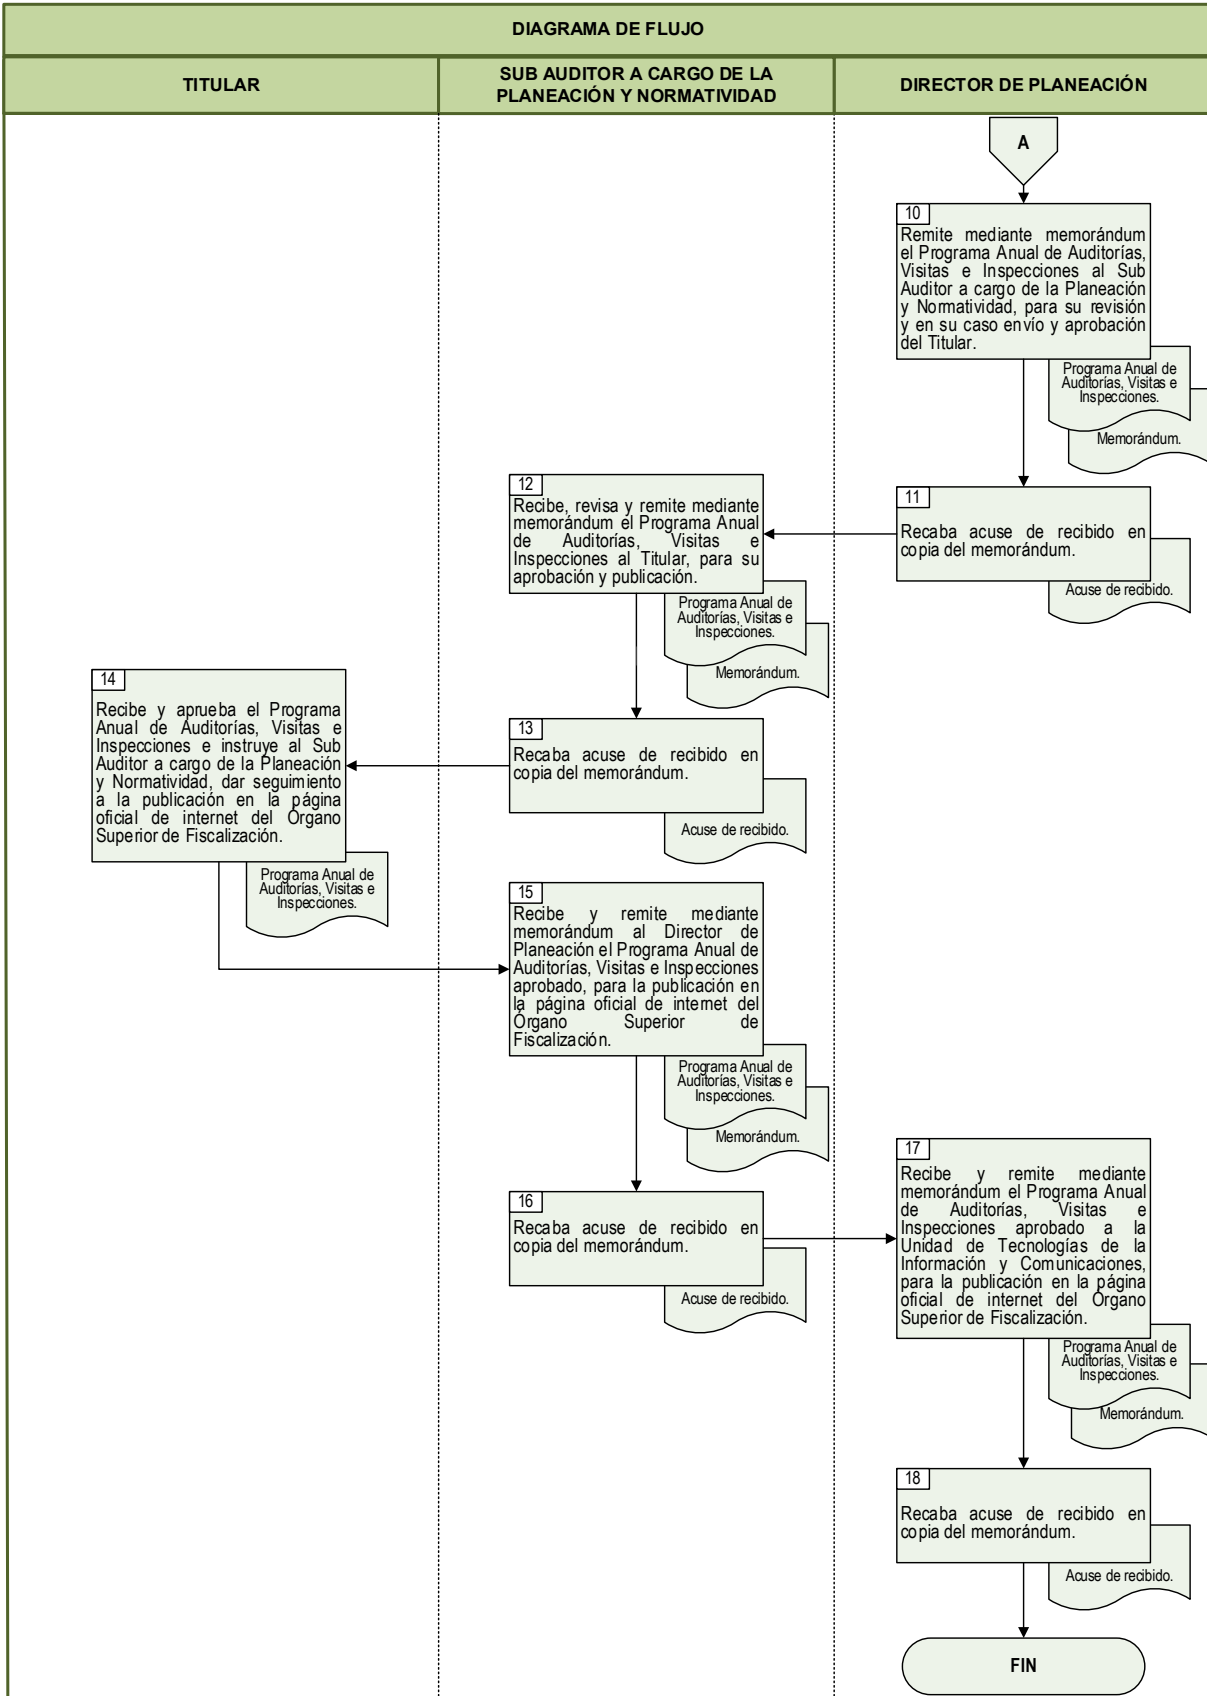 DIAGRAMA DE FLUJO
TITULAR
SUB AUDITOR A CARGO DE LA
PLANEACIÓN Y NORMATIVIDAD
DIRECTOR DE PLANEACIÓN
A
10
Remite mediante memorándum
el Programa Anual de Auditorías,
Visitas e Inspecciones al Sub
Auditor a cargo de la Planeación
y Normatividad, para su revisión
y en su caso envío y aprobación
del Titular.
Programa Anual de
Auditorías, Visitas e
Inspecciones.
Memorándum.
11
Recaba acuse de recibido en
copia del memorándum.
Acuse de recibido.
12
Recibe, revisa y remite mediante
memorándum el Programa Anual
de Auditorías, Visitas e
Inspecciones al Titular, para su
aprobación y publicación.
Programa Anual de
Auditorías, Visitas e
Inspecciones.
Memorándum.
13
Recaba acuse de recibido en
copia del memorándum.
Acuse de recibido.
14
Recibe y aprueba el Programa
Anual de Auditorías, Visitas e
Inspecciones e instruye al Sub
Auditor a cargo de la Planeación
y Normatividad, dar seguimiento
a la publicación en la página
oficial de internet del Órgano
Superior de Fiscalización.
Programa Anual de
Auditorías, Visitas e
Inspecciones.
15
Recibe y remite mediante
memorándum al Director de
Planeación el Programa Anual de
Auditorías, Visitas e Inspecciones
aprobado, para la publicación en
la página oficial de internet del
Órgano Superior de
Fiscalización.
Programa Anual de
Auditorías, Visitas e
Inspecciones.
Memorándum.
16
Recaba acuse de recibido en
copia del memorándum.
Acuse de recibido.
17
Recibe y remite mediante
memorándum el Programa Anual
de Auditorías, Visitas e
Inspecciones aprobado a la
Unidad de Tecnologías de la
Información y Comunicaciones,
para la publicación en la página
oficial de internet del Órgano
Superior de Fiscalización.
Programa Anual de
Auditorías, Visitas e
Inspecciones.
Memorándum.
18
Recaba acuse de recibido en
copia del memorándum.
Acuse de recibido.
FIN